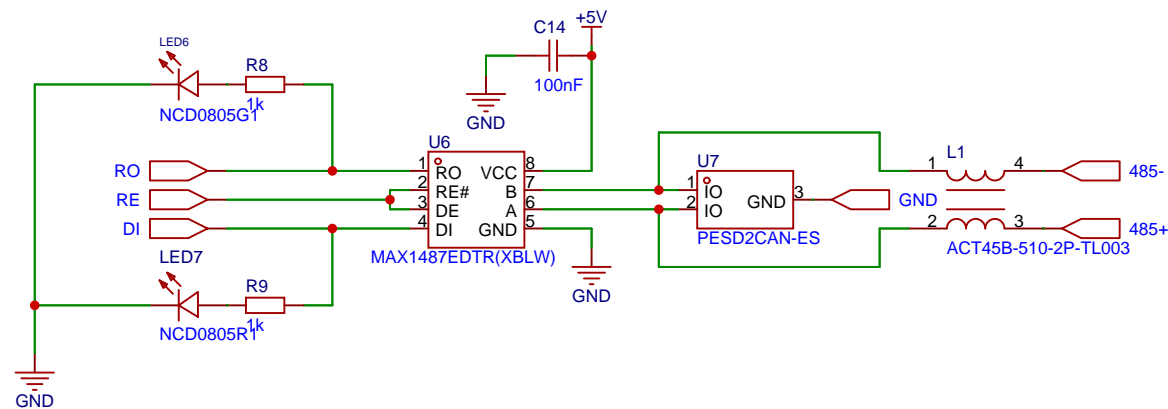 LED6
R8
1k
NCD0805G1
C14
+5V
100nF
GND
RO
RE
DI
U6
1
2
3
4
RO
RE#
DE
DI
VCC
B
A
GND
8
7
6
5
MAX1487EDTR(XBLW)
GND
U7
1
2
IO
IO
GND
3
PESD2CAN-ES
GND
L1
1
4
2
3
ACT45B-510-2P-TL003
485-
485+
LED7
R9
1k
NCD0805R1
GND